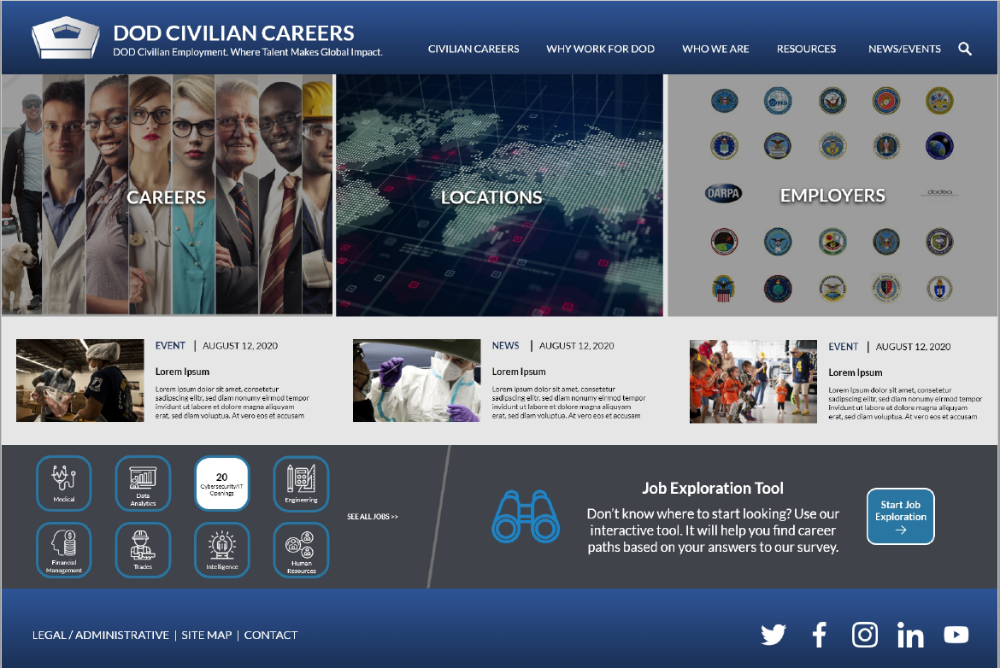 DOD CIVILIAN CAREERS
DOD Civilian Employment. Where Talent Makes Global Impact.
CIVILIAN CAREERS
WHY WORK FOR DOD
WHO WE ARE
RESOURCES
NEWS/EVENTS
CAREERS
LOCATIONS
EMPLOYERS
DARPA
dodea
EVENT | AUGUST 12, 2020
Lorem Ipsum
Lorem ipsum dolor sit amet, consetetur
sadipscing elitr, sed diam nonumy eirmod tempor
invidunt ut labore et dolore magna aliquyam
erat, sed diam voluptua. At vero eos et accusam
NEWS | AUGUST 12, 2020
Lorem Ipsum
Lorem ipsum dolor sit amet, consetetur
sadipscing elitr, sed diam nonumy eirmod tempor
invidunt ut labore et dolore magna aliquyam
erat, sed diam voluptua. At vero eos et accusam
EVENT | AUGUST 12, 2020
Lorem Ipsum
Lorem ipsum dolor sit amet, consetetur
sadipscing elitr, sed diam nonumy eirmod tempor
invidunt ut labore et dolore magna aliquyam
erat, sed diam voluptua. At vero eos et accusam
Medical
Data
Analytics
20
Cybersecurity/IT
Openings
Engineering
Financial
Management
Trades
Intelligence
Human
Resources
SEE ALL JOBS >>
Job Exploration Tool
Don't know where to start looking? Use our
interactive tool. It will help you find career
paths based on your answers to our survey.
Start Job
Exploration
→
LEGAL / ADMINISTRATIVE | SITE MAP | CONTACT